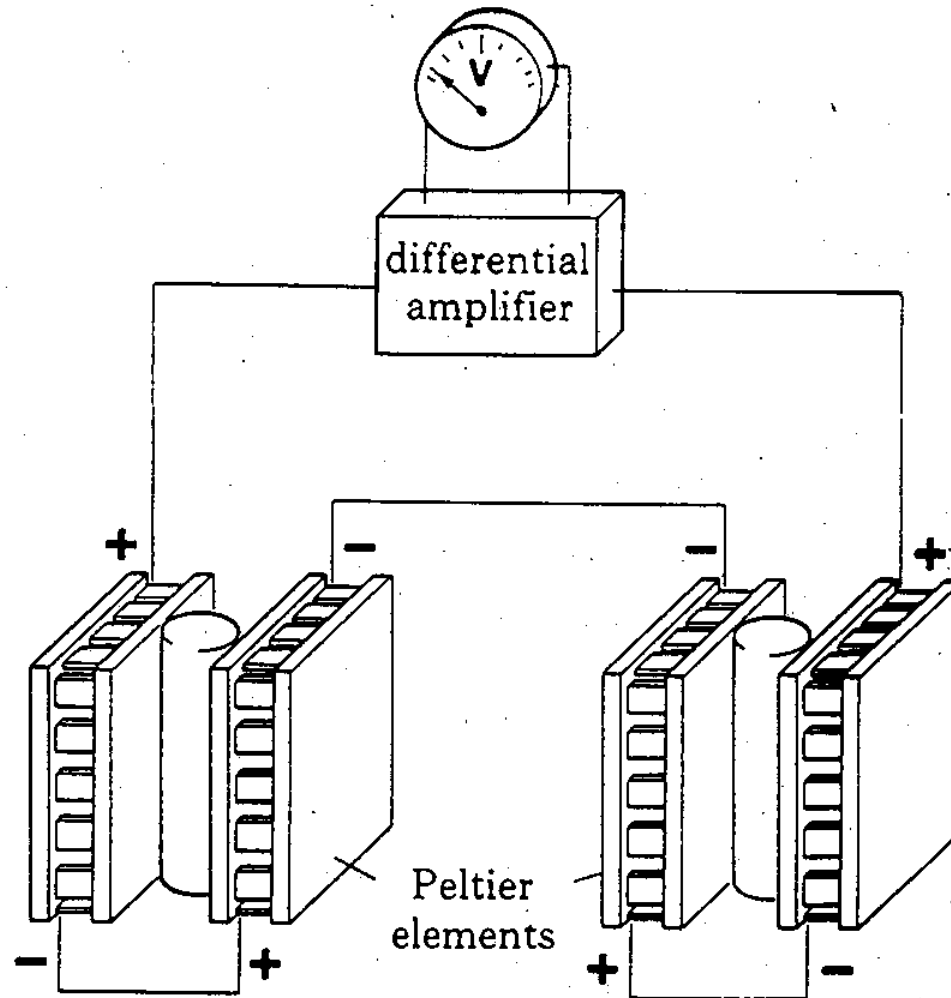 V
differential
amplifier
+
−
−
+
Peltier
elements
−
+
+
−